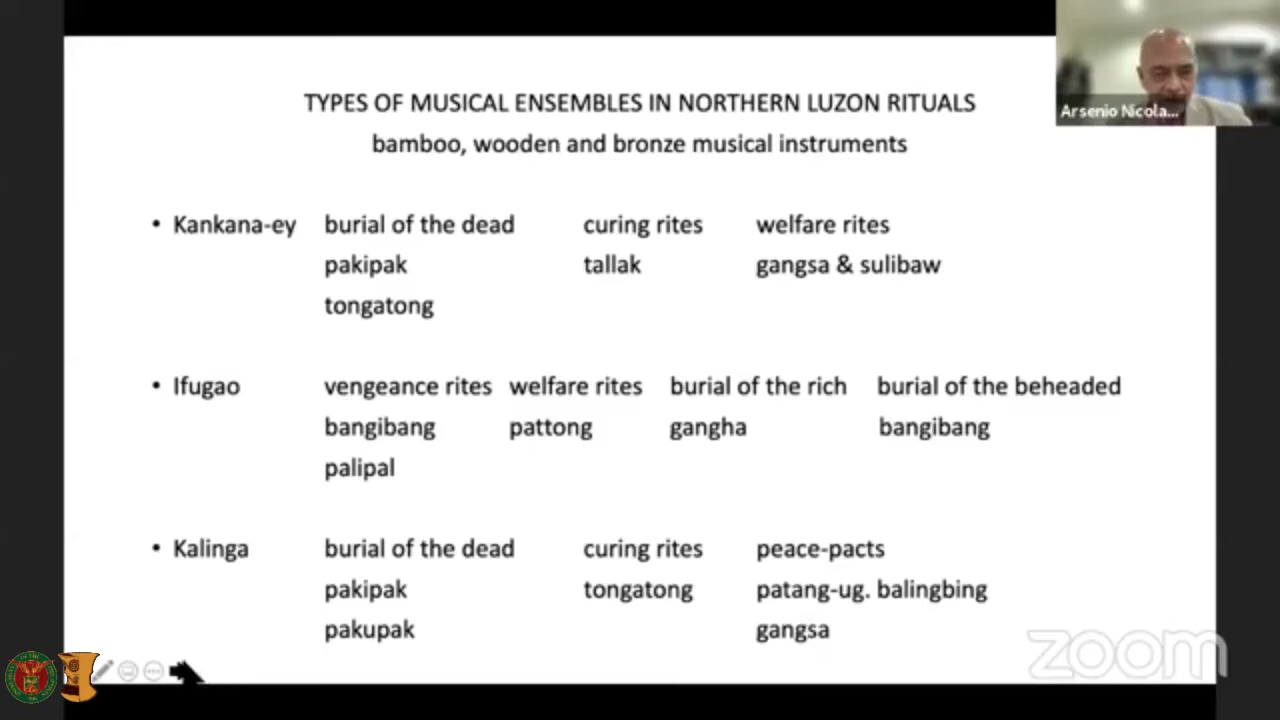 TYPES OF MUSICAL ENSEMBLES IN NORTHERN LUZON RITUALS
bamboo, wooden and bronze musical instruments
Arsenio Nicola...
• Kankana-ey burial of the dead curing rites welfare rites
pakipak tallak gangsa & sulibaw
tongatong
• Ifugao vengeance rites welfare rites burial of the rich burial of the beheaded
bangibang pattong gangha bangibang
palipal
• Kalinga burial of the dead curing rites peace-pacts
pakipak tongatong patang-ug. balingbing
pakupak gangsa
zoom